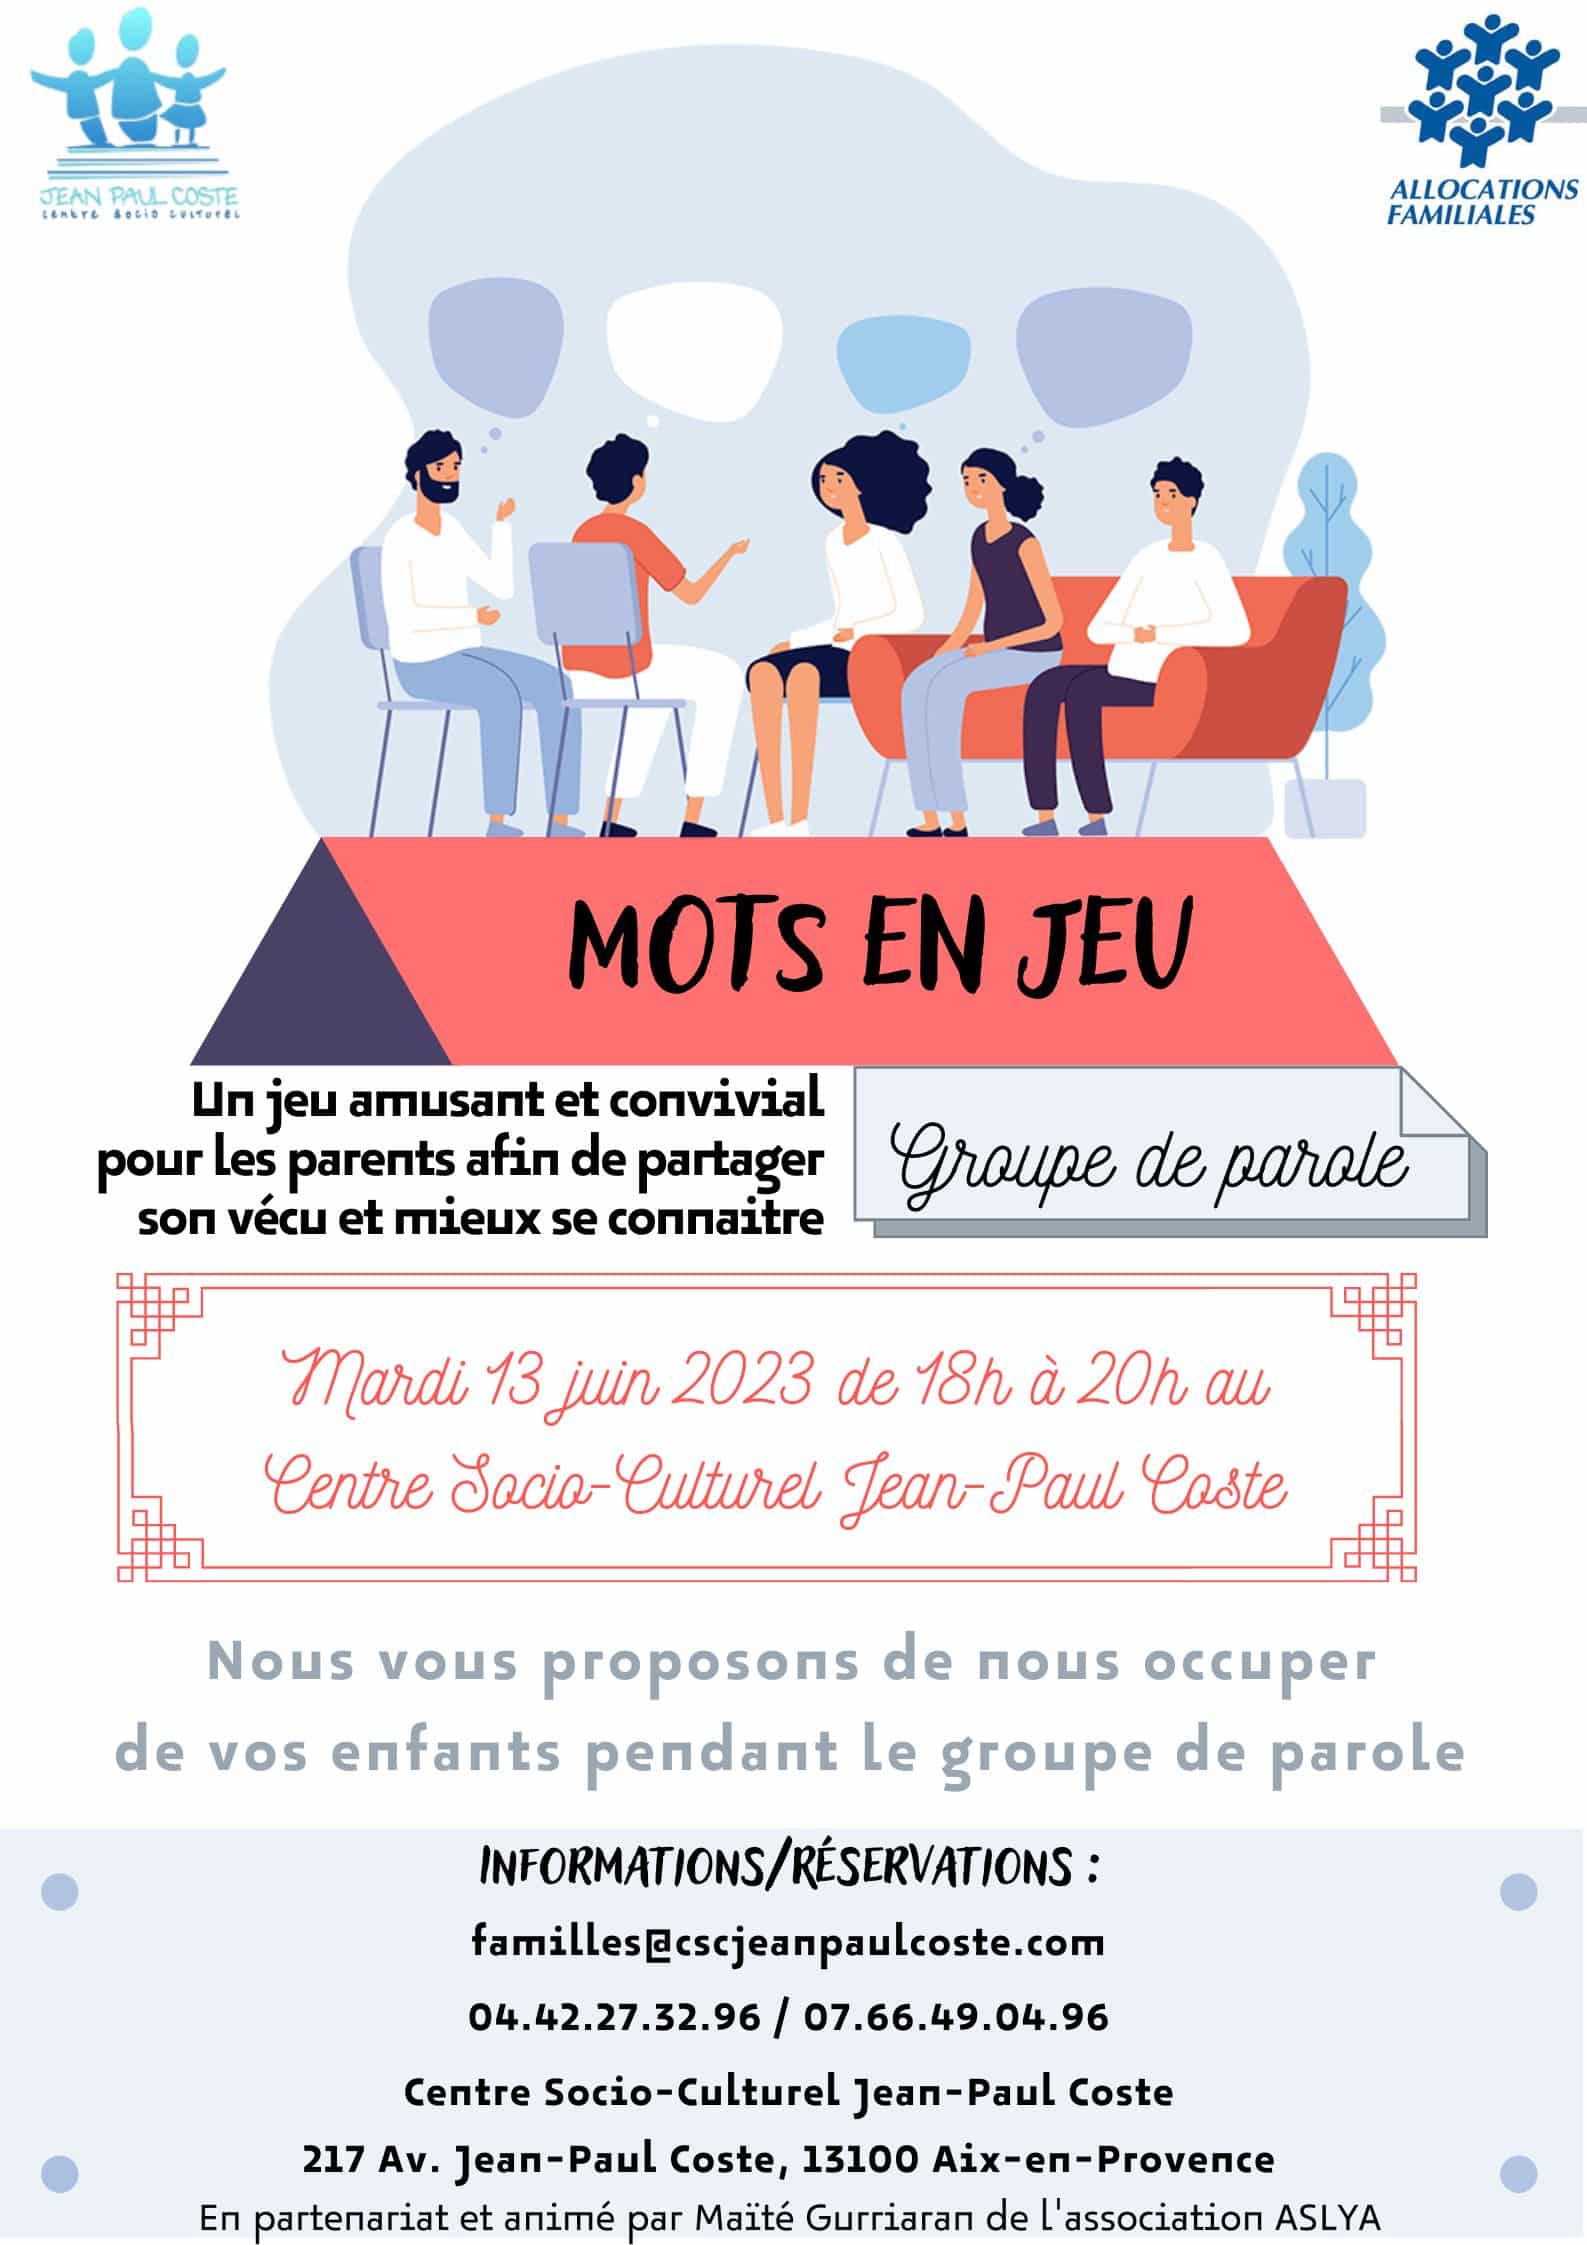 JEAN PAUL COSTE
centre socio culturel
ALLOCATIONS
FAMILIALES
MOTS EN JEU
Un jeu amusant et convivial
pour les parents afin de partager
son vécu et mieux se connaitre
Groupe de parole
Mardi 13 juin 2023 de 18h à 20h au
Centre Socio-Culturel Jean-Paul Coste
Nous vous proposons de nous occuper
de vos enfants pendant le groupe de parole
INFORMATIONS/RÉSERVATIONS :
familles@cscjeanpaulcoste.com
04.42.27.32.96 / 07.66.49.04.96
Centre Socio-Culturel Jean-Paul Coste
217 Av. Jean-Paul Coste, 13100 Aix-en-Provence
En partenariat et animé par Maïté Gurriaran de l'association ASLYA